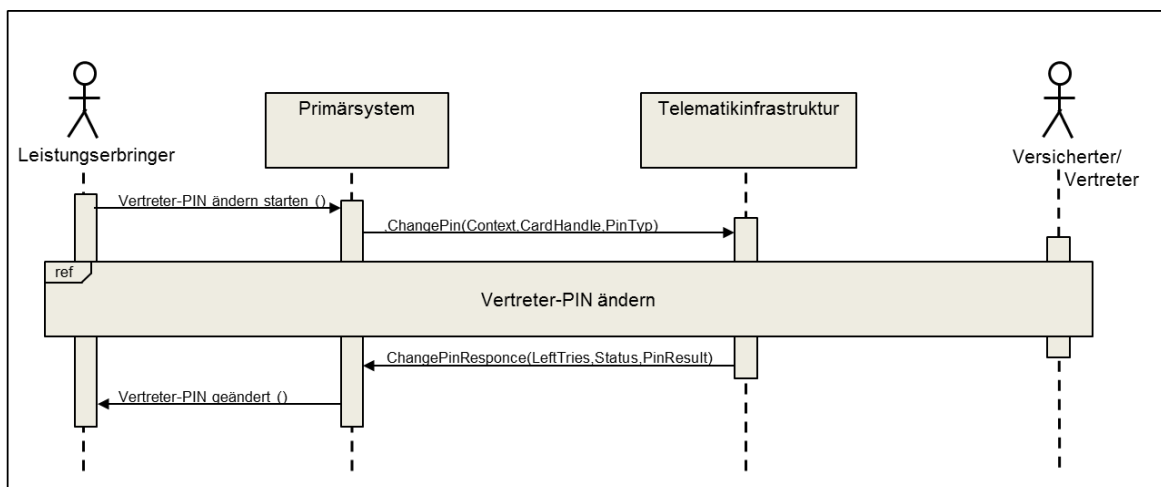 Leistungserbringer
Primärsystem
Telematikinfrastruktur
Versicherter/
Vertreter
Vertreter-PIN ändern starten ()
.ChangePin(Context,CardHandle,PinTyp)
ref
Vertreter-PIN ändern
ChangePinResponce(LeftTries,Status,PinResult)
Vertreter-PIN geändert ()